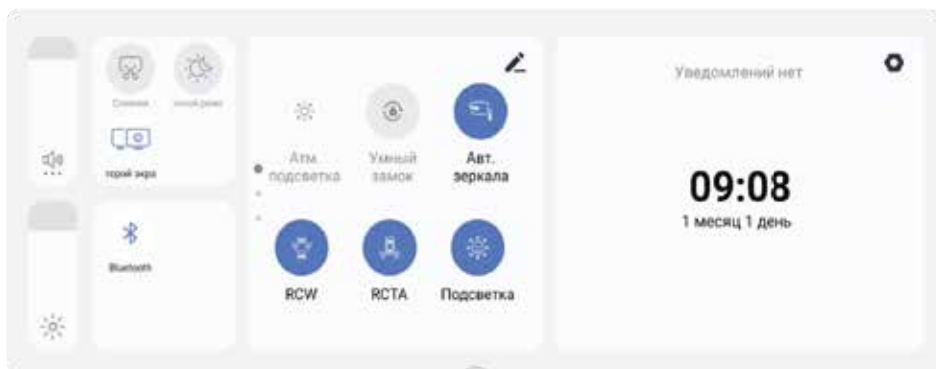 Bluetooth
Атм.
подсветка
Умный
замок
Авт.
зеркала
RCW
RCTA
Подсветка
Уведомлений нет
09:08
1 месяц 1 день